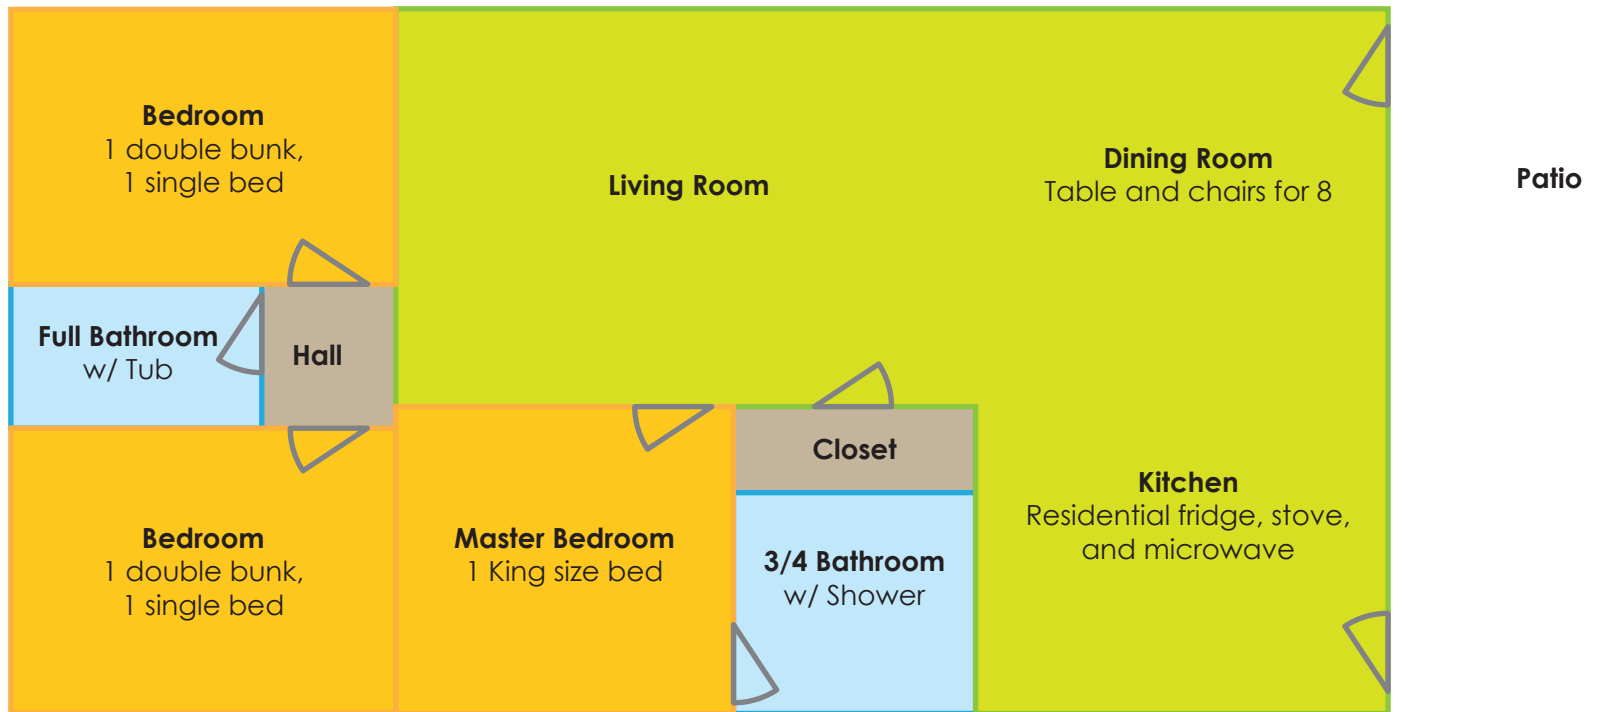 Bedroom
1 double bunk,
1 single bed
Living Room
Dining Room
Table and chairs for 8
Patio
Full Bathroom
w/ Tub
Hall
Closet
Bedroom
1 double bunk,
1 single bed
Master Bedroom
1 King size bed
3/4 Bathroom
w/ Shower
Kitchen
Residential fridge, stove,
and microwave